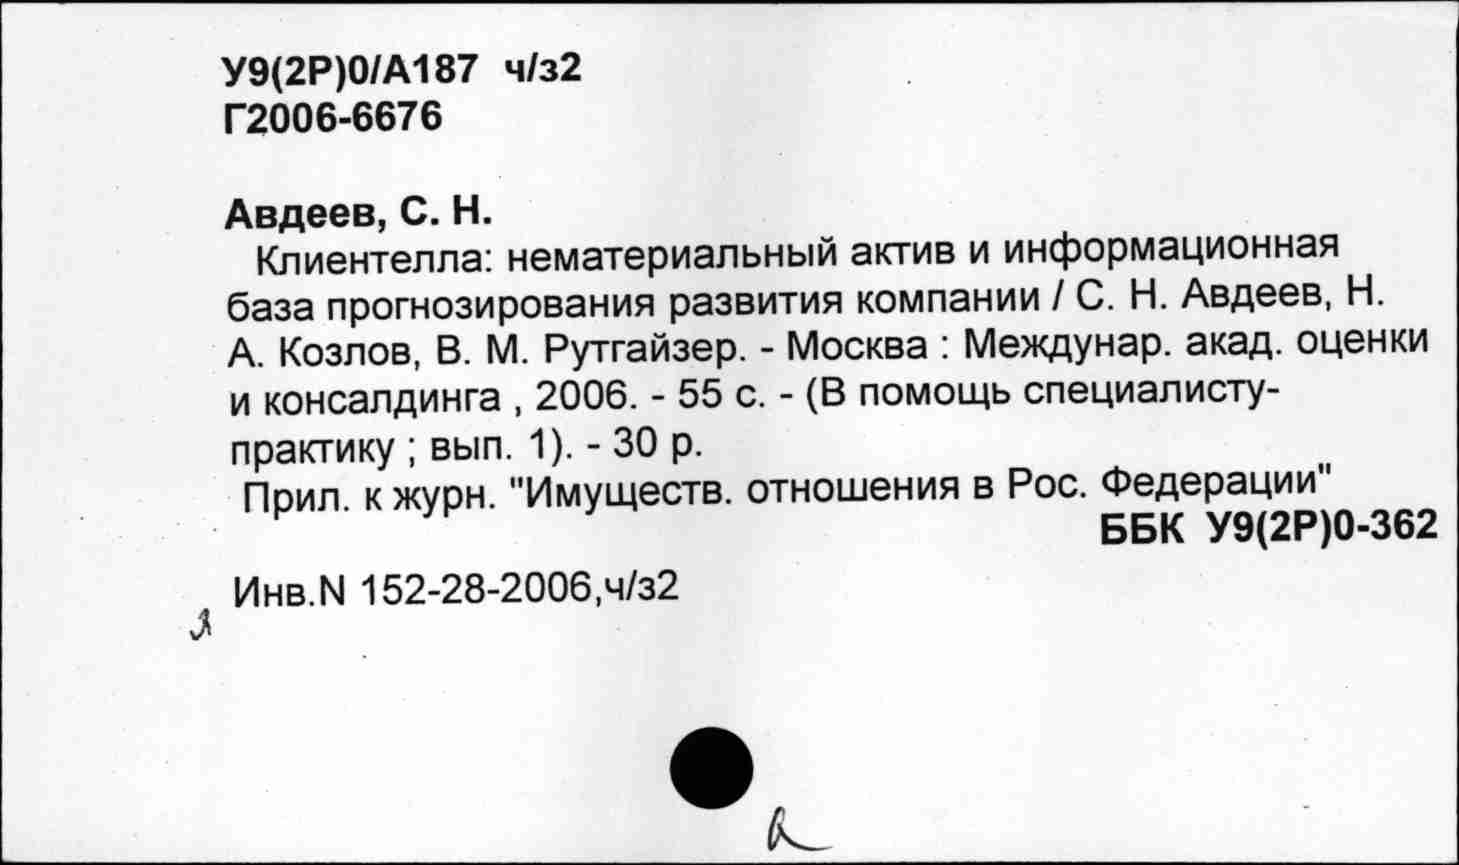 У9(2Р)0/А187 ч/з2
Г2006-6676
Авдеев, С. Н.
Клиентелла: нематериальный актив и информационная
база прогнозирования развития компании / С. Н. Авдеев, Н.
А. Козлов, В. М. Рутгайзер. - Москва : Междунар. акад. оценки
и консалдинга , 2006. - 55 с. - (В помощь специалисту-
практику ; вып. 1). - 30 р.
Прил. к журн. "Имуществ. отношения в Рос. Федерации"
ББК У9(2Р)0-362
Инв.N 152-28-2006,ч/з2